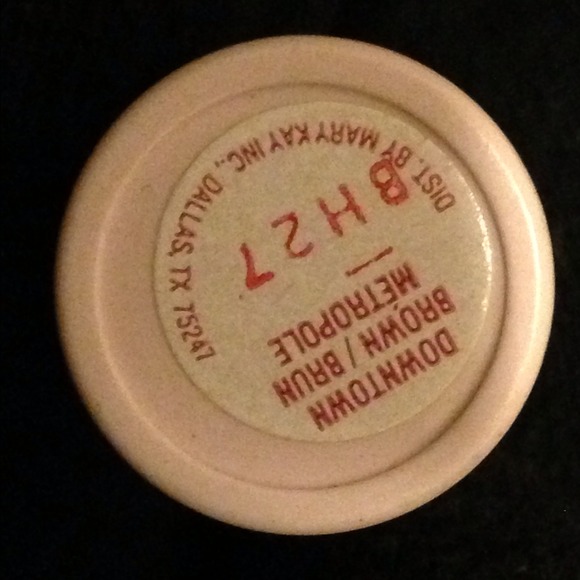 DOWNTOWN
BROWN / BRUN
MÉTROPOLE
BH27
DIST. BY MARY KAY INC., DALLAS, TX 75247